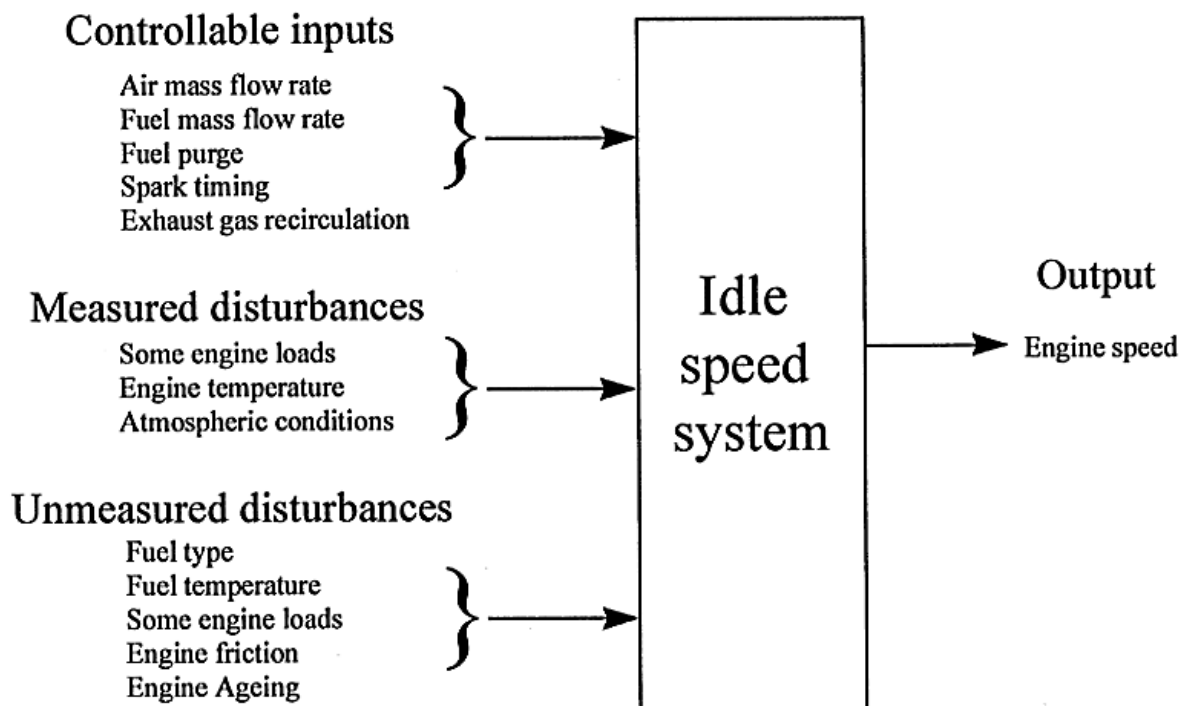 Controllable inputs
Air mass flow rate
Fuel mass flow rate
Fuel purge
Spark timing
Exhaust gas recirculation
Measured disturbances
Some engine loads
Engine temperature
Atmospheric conditions
Unmeasured disturbances
Fuel type
Fuel temperature
Some engine loads
Engine friction
Engine Ageing
Idle
speed
system
Output
Engine speed